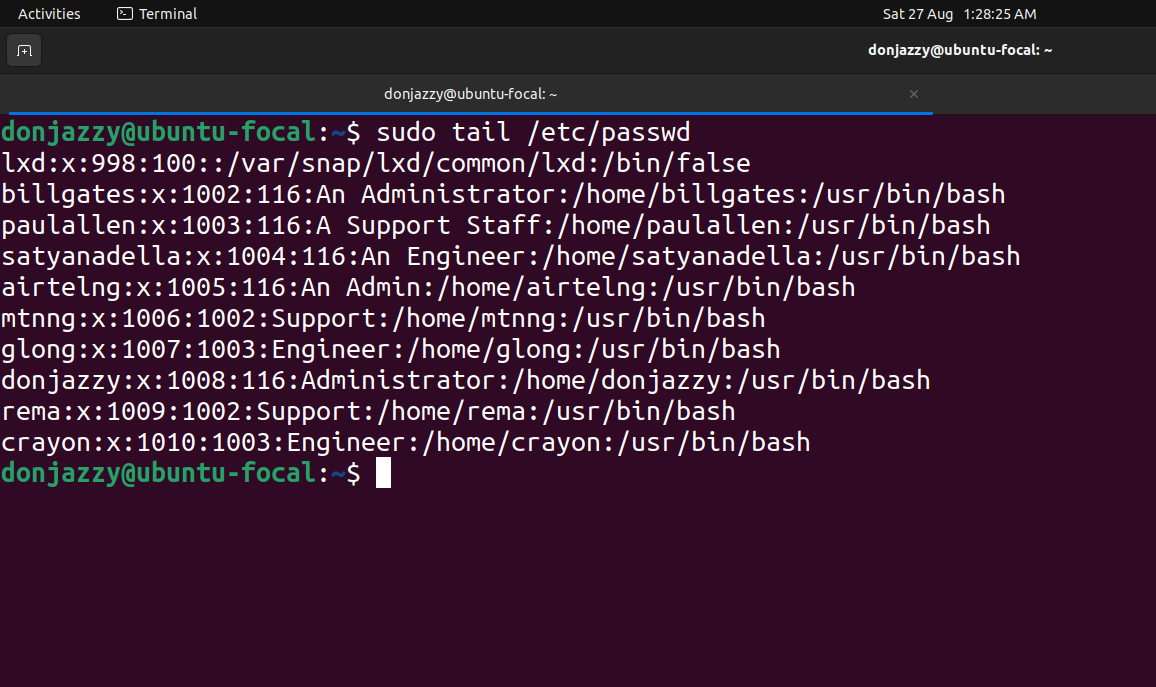 Activities Terminal Sat 27 Aug 1:28:25 AM
donjazzy@ubuntu-focal: ~
donjazzy@ubuntu-focal: ~ ×
donjazzy@ubuntu-focal:~$ sudo tail /etc/passwd
lxd:x:998:100::/var/snap/lxd/common/lxd:/bin/false
billgates:x:1002:116:An Administrator:/home/billgates:/usr/bin/bash
paulallen:x:1003:116:A Support Staff:/home/paulallen:/usr/bin/bash
satyanadella:x:1004:116:An Engineer:/home/satyanadella:/usr/bin/bash
airtelng:x:1005:116:An Admin:/home/airtelng:/usr/bin/bash
mtnng:x:1006:1002:Support:/home/mtnng:/usr/bin/bash
glong:x:1007:1003:Engineer:/home/glong:/usr/bin/bash
donjazzy:x:1008:116:Administrator:/home/donjazzy:/usr/bin/bash
rema:x:1009:1002:Support:/home/rema:/usr/bin/bash
crayon:x:1010:1003:Engineer:/home/crayon:/usr/bin/bash
donjazzy@ubuntu-focal:~$